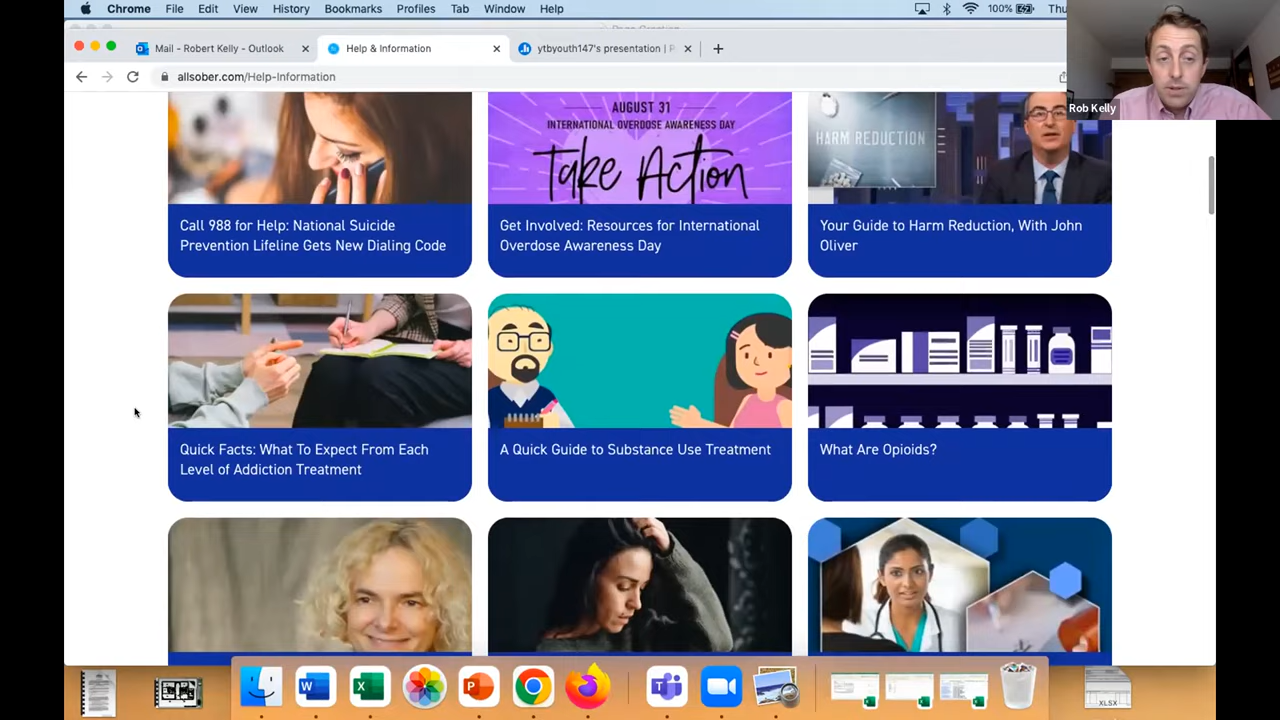 Chrome File Edit View History Bookmarks Profiles Tab Window Help 100% Thu
Mail - Robert Kelly - Outlook
Help & Information
ytbyouth147's presentation |
allsober.com/Help-Information
Rob Kelly
AUGUST 31
INTERNATIONAL OVERDOSE AWARENESS DAY
Take Action
HARM REDUCTION
Call 988 for Help: National Suicide
Prevention Lifeline Gets New Dialing Code
Get Involved: Resources for International
Overdose Awareness Day
Your Guide to Harm Reduction, With John
Oliver
Quick Facts: What To Expect From Each
Level of Addiction Treatment
A Quick Guide to Substance Use Treatment
What Are Opioids?
W
X
P
T
XLSX